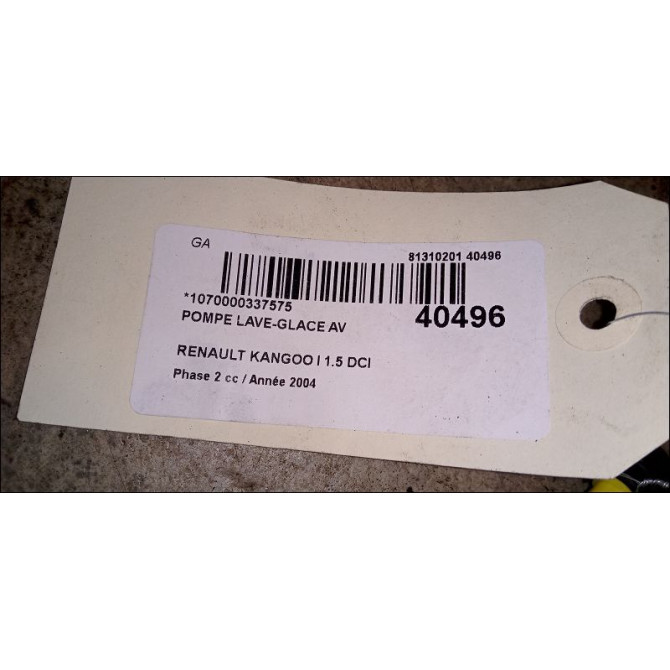 GA
81310201 40496
*1070000337575
40496
POMPE LAVE-GLACE AV
RENAULT KANGOO I 1.5 DCI
Phase 2 cc / Année 2004